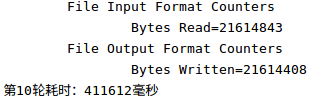 File Input Format Counters
Bytes Read=21614843
File Output Format Counters
Bytes Written=21614408
第10轮耗时：411612毫秒